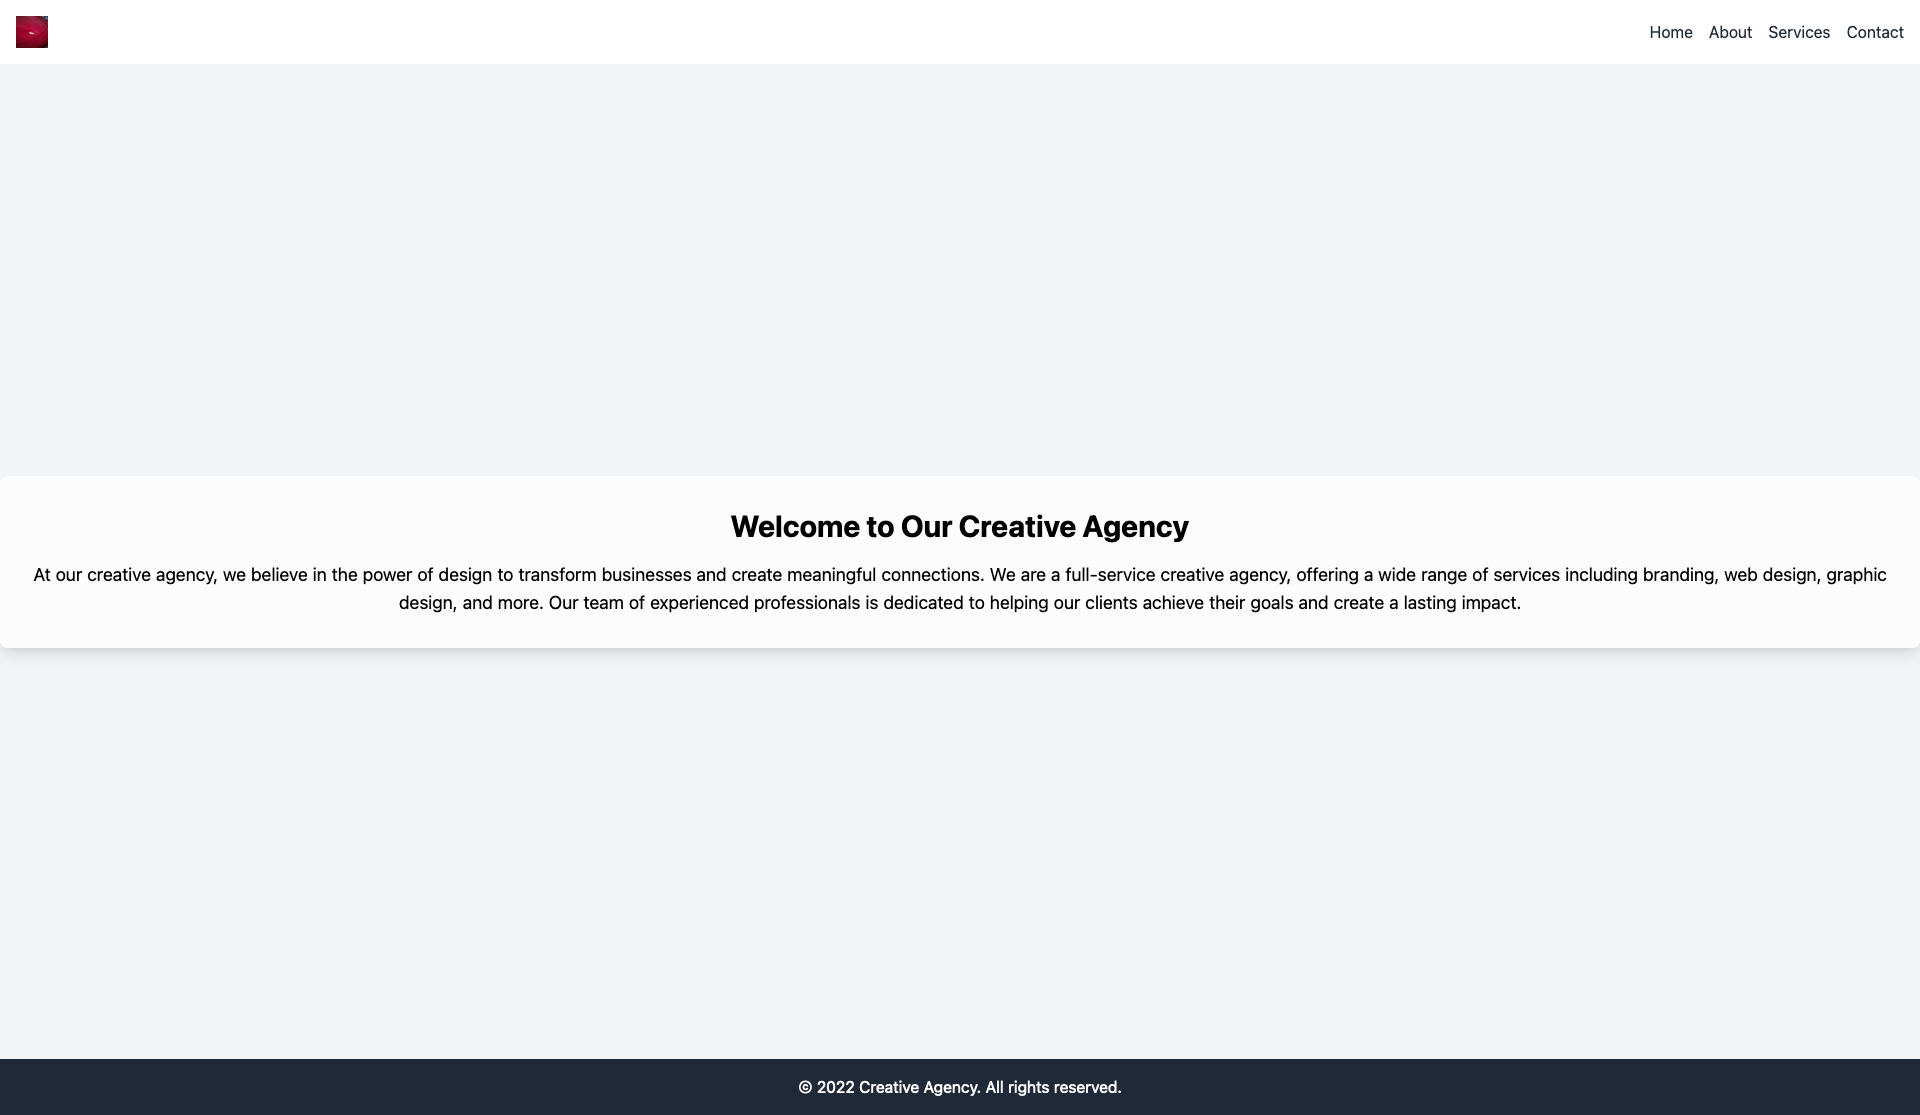 Home About Services Contact
Welcome to Our Creative Agency
At our creative agency, we believe in the power of design to transform businesses and create meaningful connections. We are a full-service creative agency, offering a wide range of services including branding, web design, graphic
design, and more. Our team of experienced professionals is dedicated to helping our clients achieve their goals and create a lasting impact.
© 2022 Creative Agency. All rights reserved.